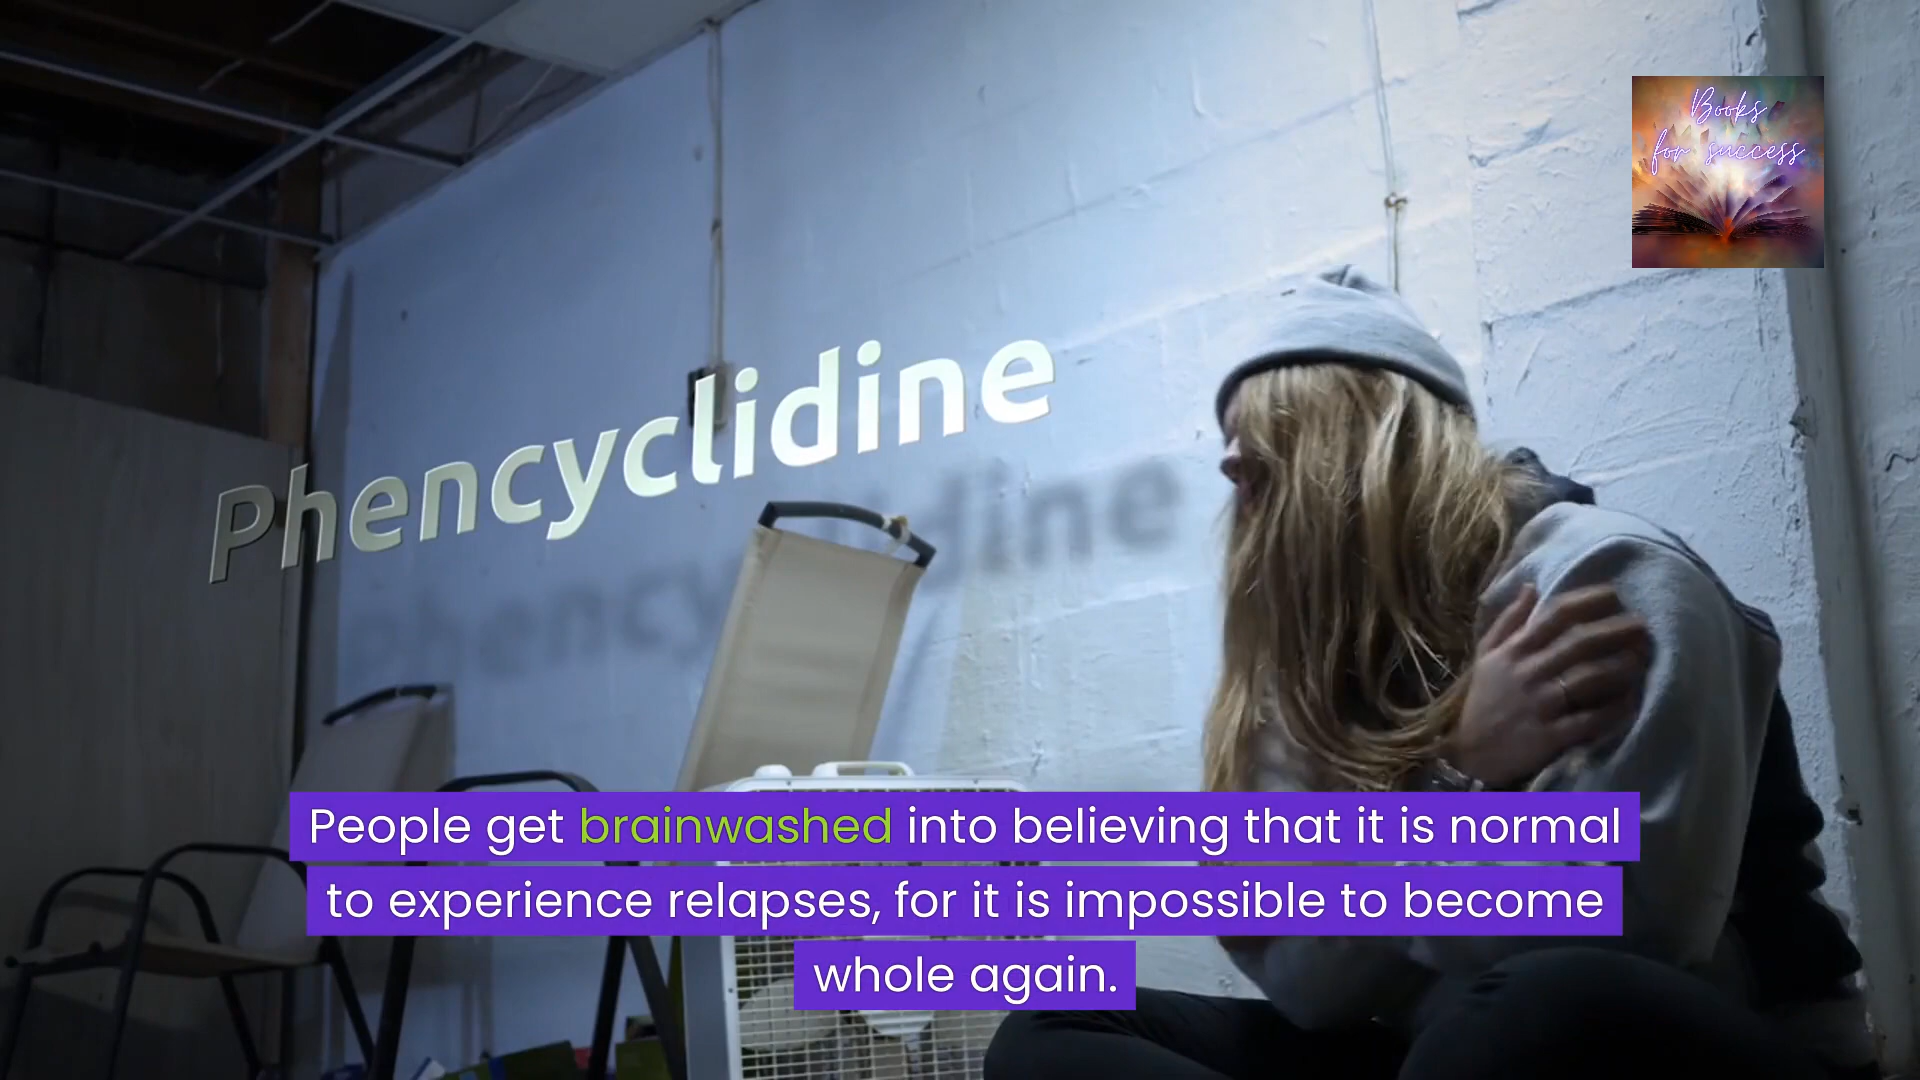 Books
for success
Phencyclidine
People get brainwashed into believing that it is normal
to experience relapses, for it is impossible to become
whole again.